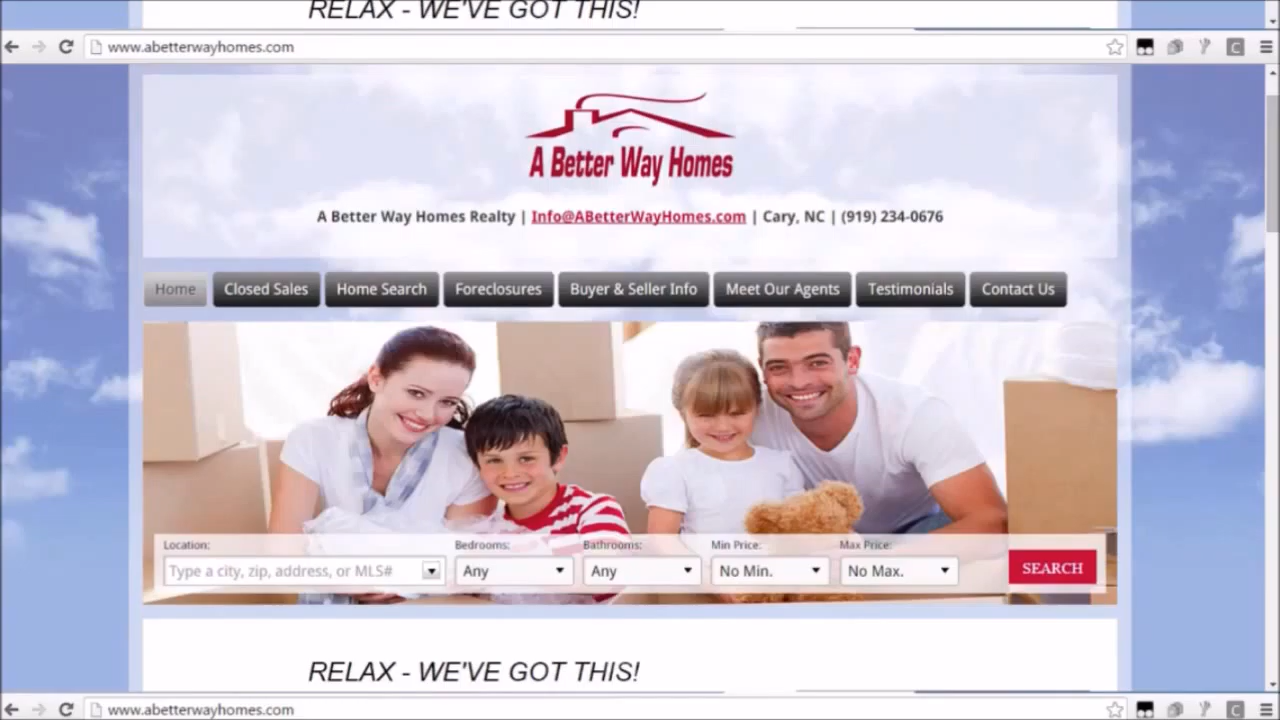 RELAX - WE'VE GOT THIS!
www.abetterwayhomes.com
A Better Way Homes
A Better Way Homes Realty | Info@ABetterWayHomes.com | Cary, NC | (919) 234-0676
Home Closed Sales Home Search Foreclosures Buyer & Seller Info Meet Our Agents Testimonials Contact Us
Location: Bedrooms: Bathrooms: Min Price: Max Price:
Type a city, zip, address, or MLS# Any Any No Min. No Max. SEARCH
RELAX - WE'VE GOT THIS!
www.abetterwayhomes.com